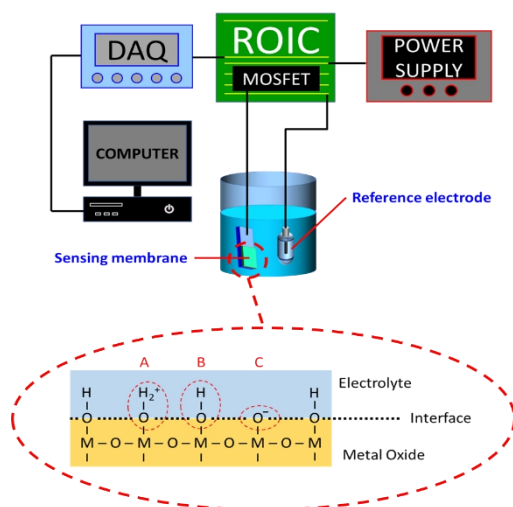 DAQ
ROIC
MOSFET
POWER
SUPPLY
COMPUTER
Reference electrode
Sensing membrane
A B C
H H₂⁺ H H
Electrolyte
O O O O⁻ O
Interface
M – O – M – O – M – O – M – O – M
Metal Oxide